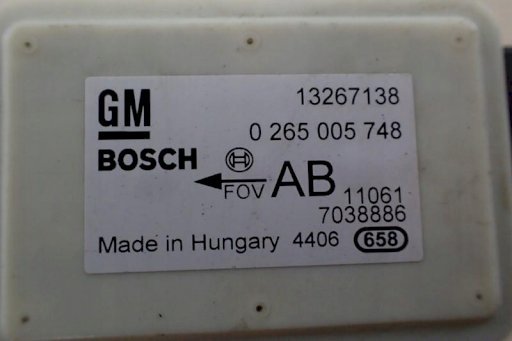 GM 13267138
0 265 005 748
BOSCH
FOV AB 11061
7038886
Made in Hungary 4406 658